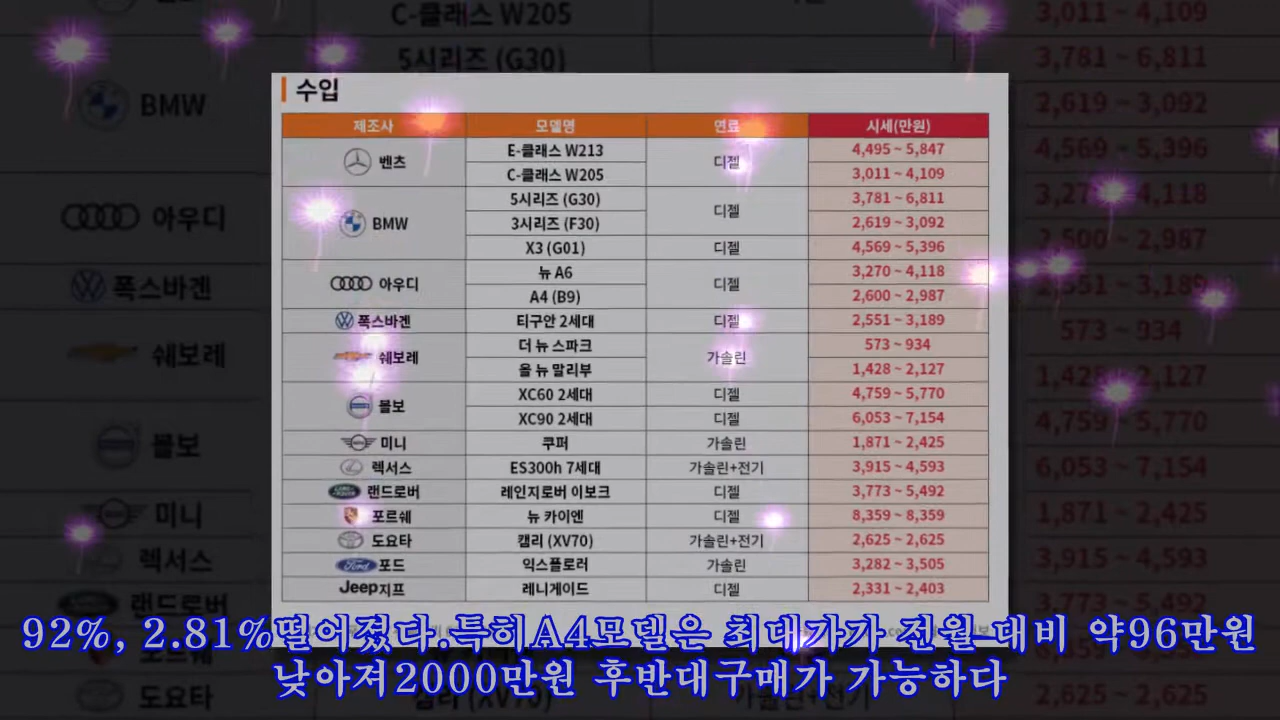 수입
제조사 모델명 연료 시세(만원)
벤츠 E-클래스 W213 디젤 4,495 ~ 5,847
C-클래스 W205 3,011 ~ 4,109
BMW 5시리즈 (G30) 디젤 3,781 ~ 6,811
3시리즈 (F30) 2,619 ~ 3,092
X3 (G01) 디젤 4,569 ~ 5,396
아우디 뉴 A6 디젤 3,270 ~ 4,118
A4 (B9) 2,600 ~ 2,987
폭스바겐 티구안 2세대 디젤 2,551 ~ 3,189
쉐보레 더 뉴 스파크 가솔린 573 ~ 934
올 뉴 말리부 1,428 ~ 2,127
볼보 XC60 2세대 디젤 4,759 ~ 5,770
XC90 2세대 디젤 6,053 ~ 7,154
미니 쿠퍼 가솔린 1,871 ~ 2,425
렉서스 ES300h 7세대 가솔린+전기 3,915 ~ 4,593
랜드로버 레인지로버 이보크 디젤 3,773 ~ 5,492
포르쉐 뉴 카이엔 디젤 8,359 ~ 8,359
도요타 캠리 (XV70) 가솔린+전기 2,625 ~ 2,625
Ford 포드 익스플로러 가솔린 3,282 ~ 3,505
Jeep 지프 레니게이드 디젤 2,331 ~ 2,403
92%, 2.81%떨어졌다.특히A4모델은 최대가가 전월 대비 약96만원
낮아져2000만원 후반대구매가 가능하다